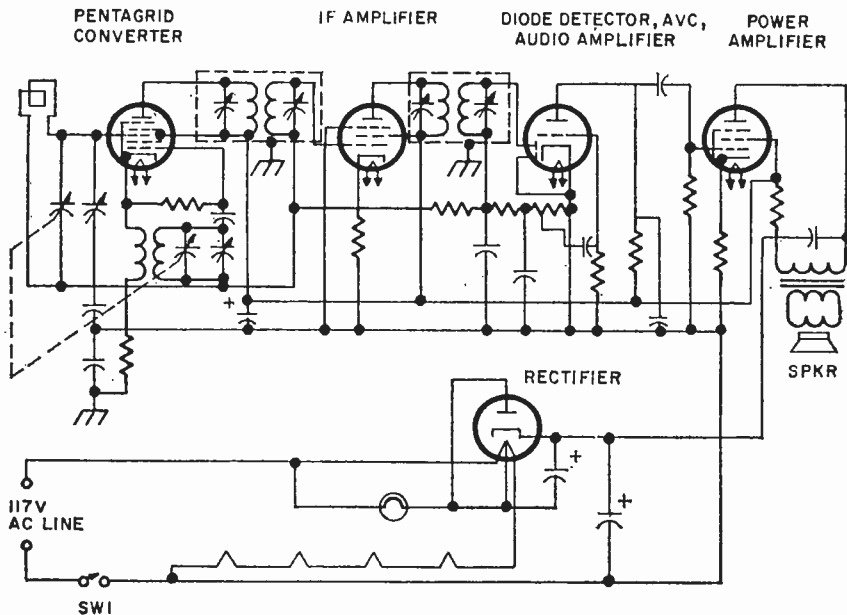 PENTAGRID
CONVERTER
IF AMPLIFIER
DIODE DETECTOR, AVC,
AUDIO AMPLIFIER
POWER
AMPLIFIER
+
SPKR
RECTIFIER
+
+
117V
AC LINE
SW1